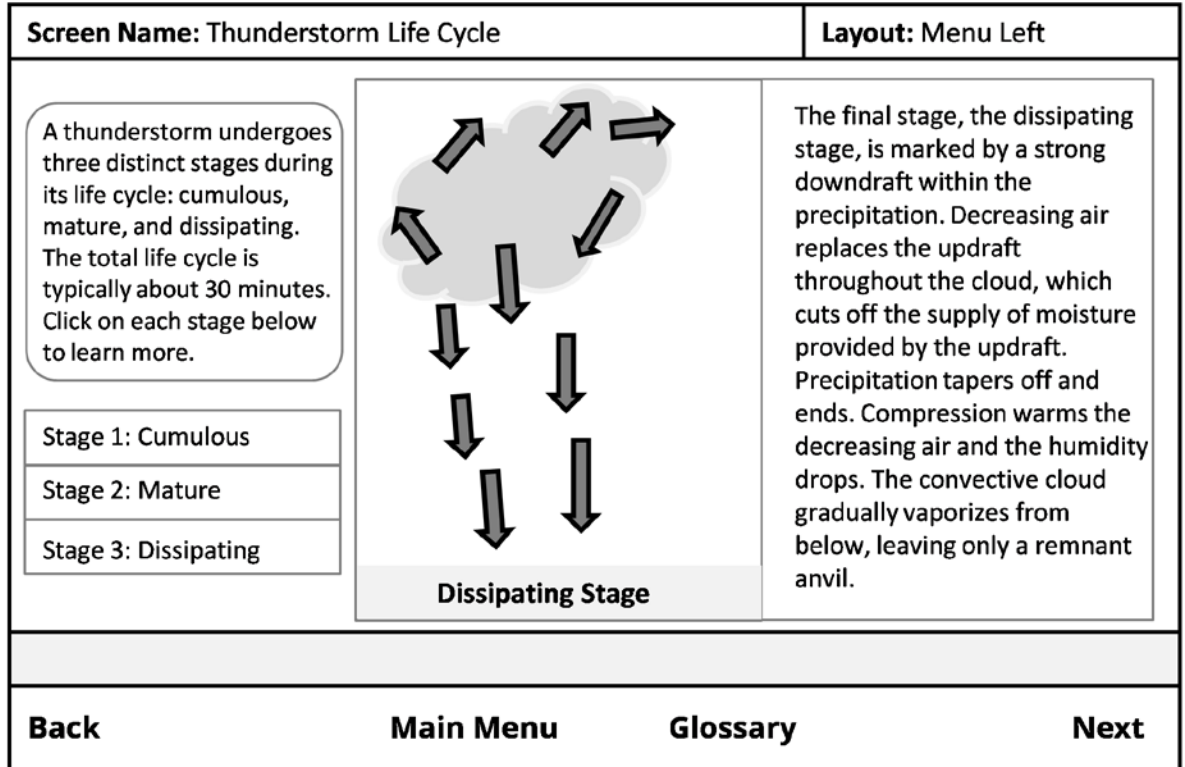 Screen Name: Thunderstorm Life Cycle
Layout: Menu Left
A thunderstorm undergoes
three distinct stages during
its life cycle: cumulous,
mature, and dissipating.
The total life cycle is
typically about 30 minutes.
Click on each stage below
to learn more.
Stage 1: Cumulous
Stage 2: Mature
Stage 3: Dissipating
Dissipating Stage
The final stage, the dissipating
stage, is marked by a strong
downdraft within the
precipitation. Decreasing air
replaces the updraft
throughout the cloud, which
cuts off the supply of moisture
provided by the updraft.
Precipitation tapers off and
ends. Compression warms the
decreasing air and the humidity
drops. The convective cloud
gradually vaporizes from
below, leaving only a remnant
anvil.
Back
Main Menu
Glossary
Next